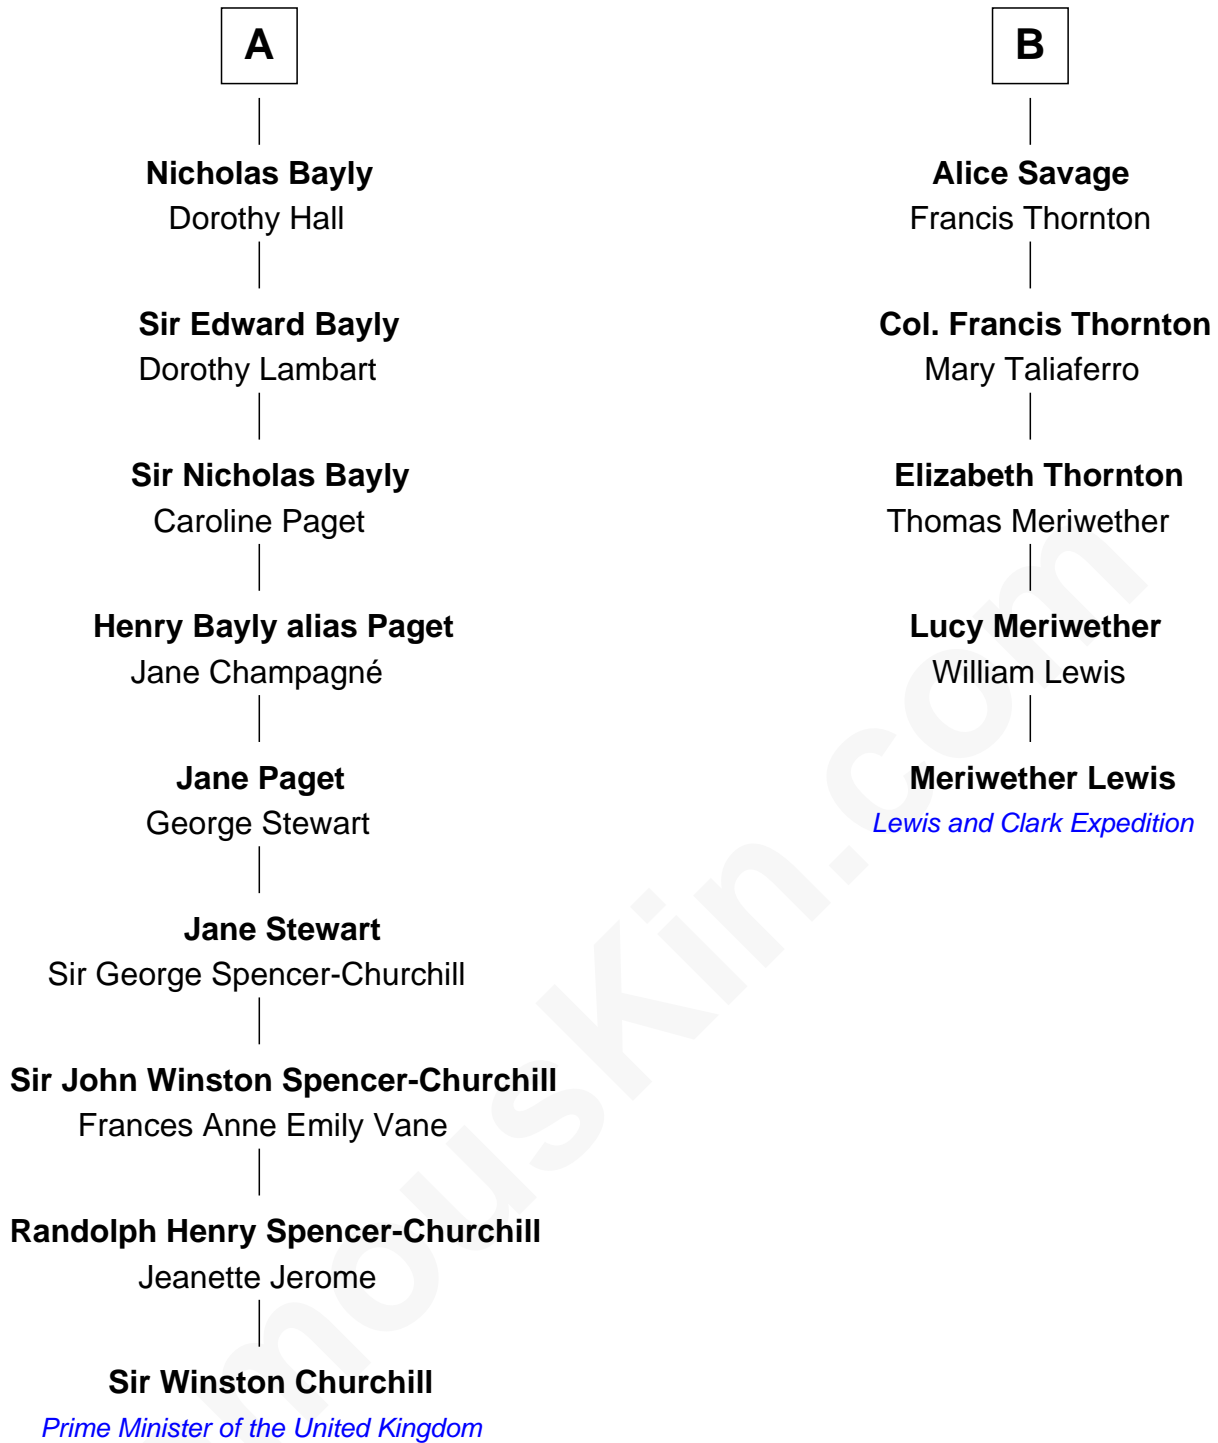 A
Nicholas Bayly
Dorothy Hall
Sir Edward Bayly
Dorothy Lambart
Sir Nicholas Bayly
Caroline Paget
Henry Bayly alias Paget
Jane Champagné
Jane Paget
George Stewart
Jane Stewart
Sir George Spencer-Churchill
Sir John Winston Spencer-Churchill
Frances Anne Emily Vane
Randolph Henry Spencer-Churchill
Jeanette Jerome
Sir Winston Churchill
Prime Minister of the United Kingdom
B
Alice Savage
Francis Thornton
Col. Francis Thornton
Mary Taliaferro
Elizabeth Thornton
Thomas Meriwether
Lucy Meriwether
William Lewis
Meriwether Lewis
Lewis and Clark Expedition
mousKin.com